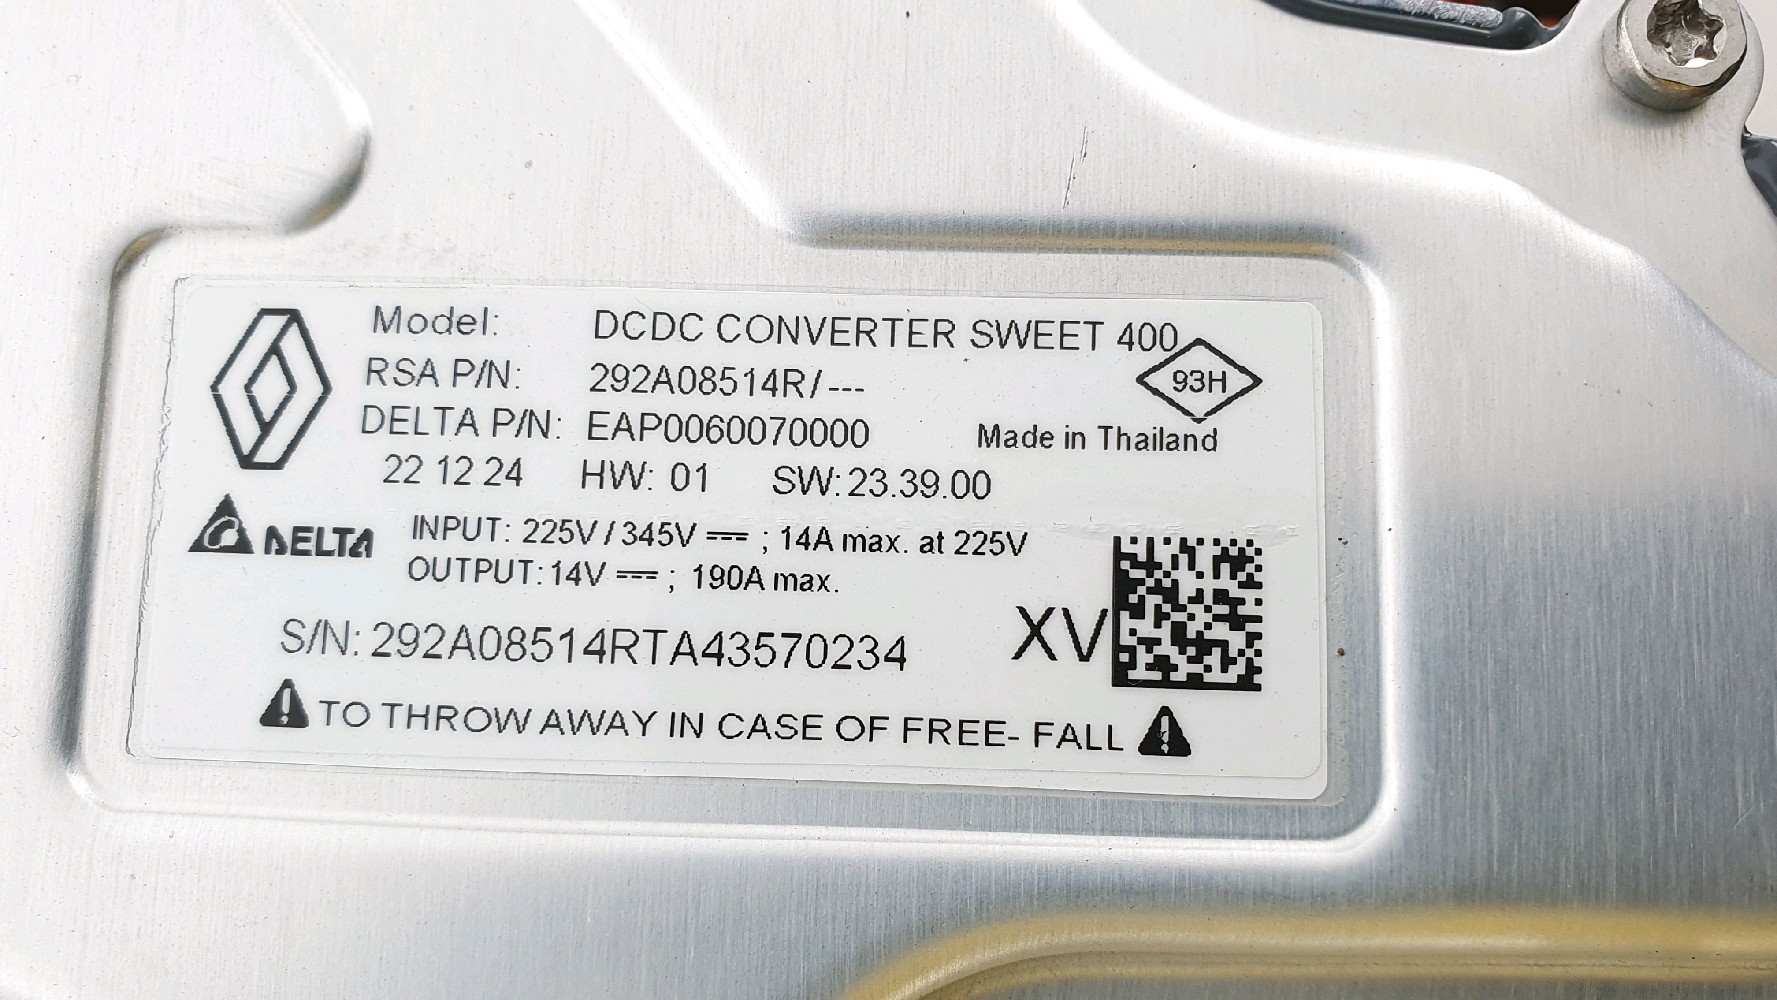 Model: DCDC CONVERTER SWEET 400
RSA P/N: 292A08514R/---
93H
DELTA P/N: EAP0060070000 Made in Thailand
22 12 24 HW: 01 SW: 23.39.00
DELTA
INPUT: 225V / 345V ⎓ ; 14A max. at 225V
OUTPUT: 14V ⎓ ; 190A max.
S/N: 292A08514RTA43570234
XV
TO THROW AWAY IN CASE OF FREE- FALL